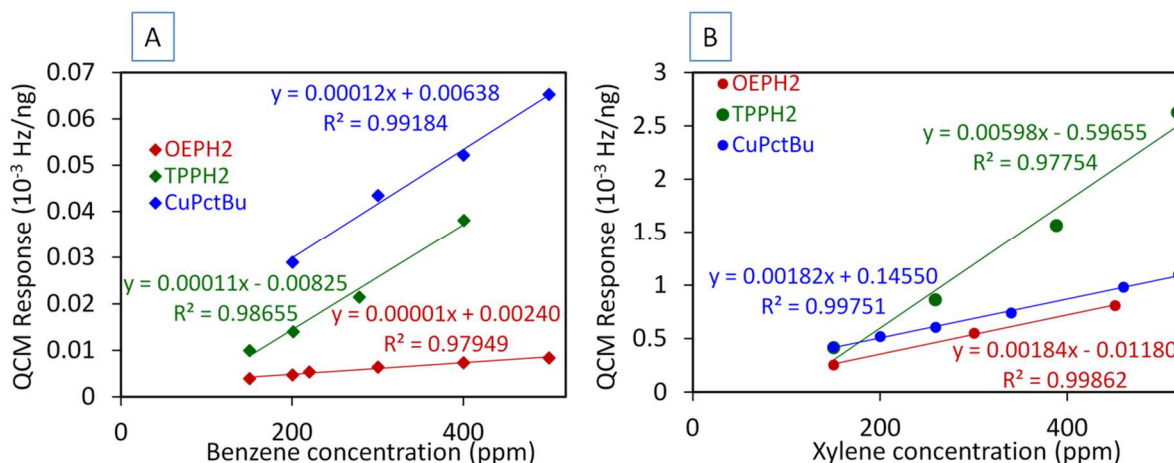 A
QCM Response (10⁻³ Hz/ng)
0.07
0.06
0.05
0.04
0.03
0.02
0.01
0
y = 0.00012x + 0.00638
R² = 0.99184
OEPH2
TPPH2
CuPctBu
y = 0.00011x - 0.00825
R² = 0.98655
y = 0.00001x + 0.00240
R² = 0.97949
0 200 400
Benzene concentration (ppm)
B
QCM Response (10⁻³ Hz/ng)
3
2.5
2
1.5
1
0.5
0
OEPH2
TPPH2
CuPctBu
y = 0.00598x - 0.59655
R² = 0.97754
y = 0.00182x + 0.14550
R² = 0.99751
y = 0.00184x - 0.01180
R² = 0.99862
0 200 400
Xylene concentration (ppm)